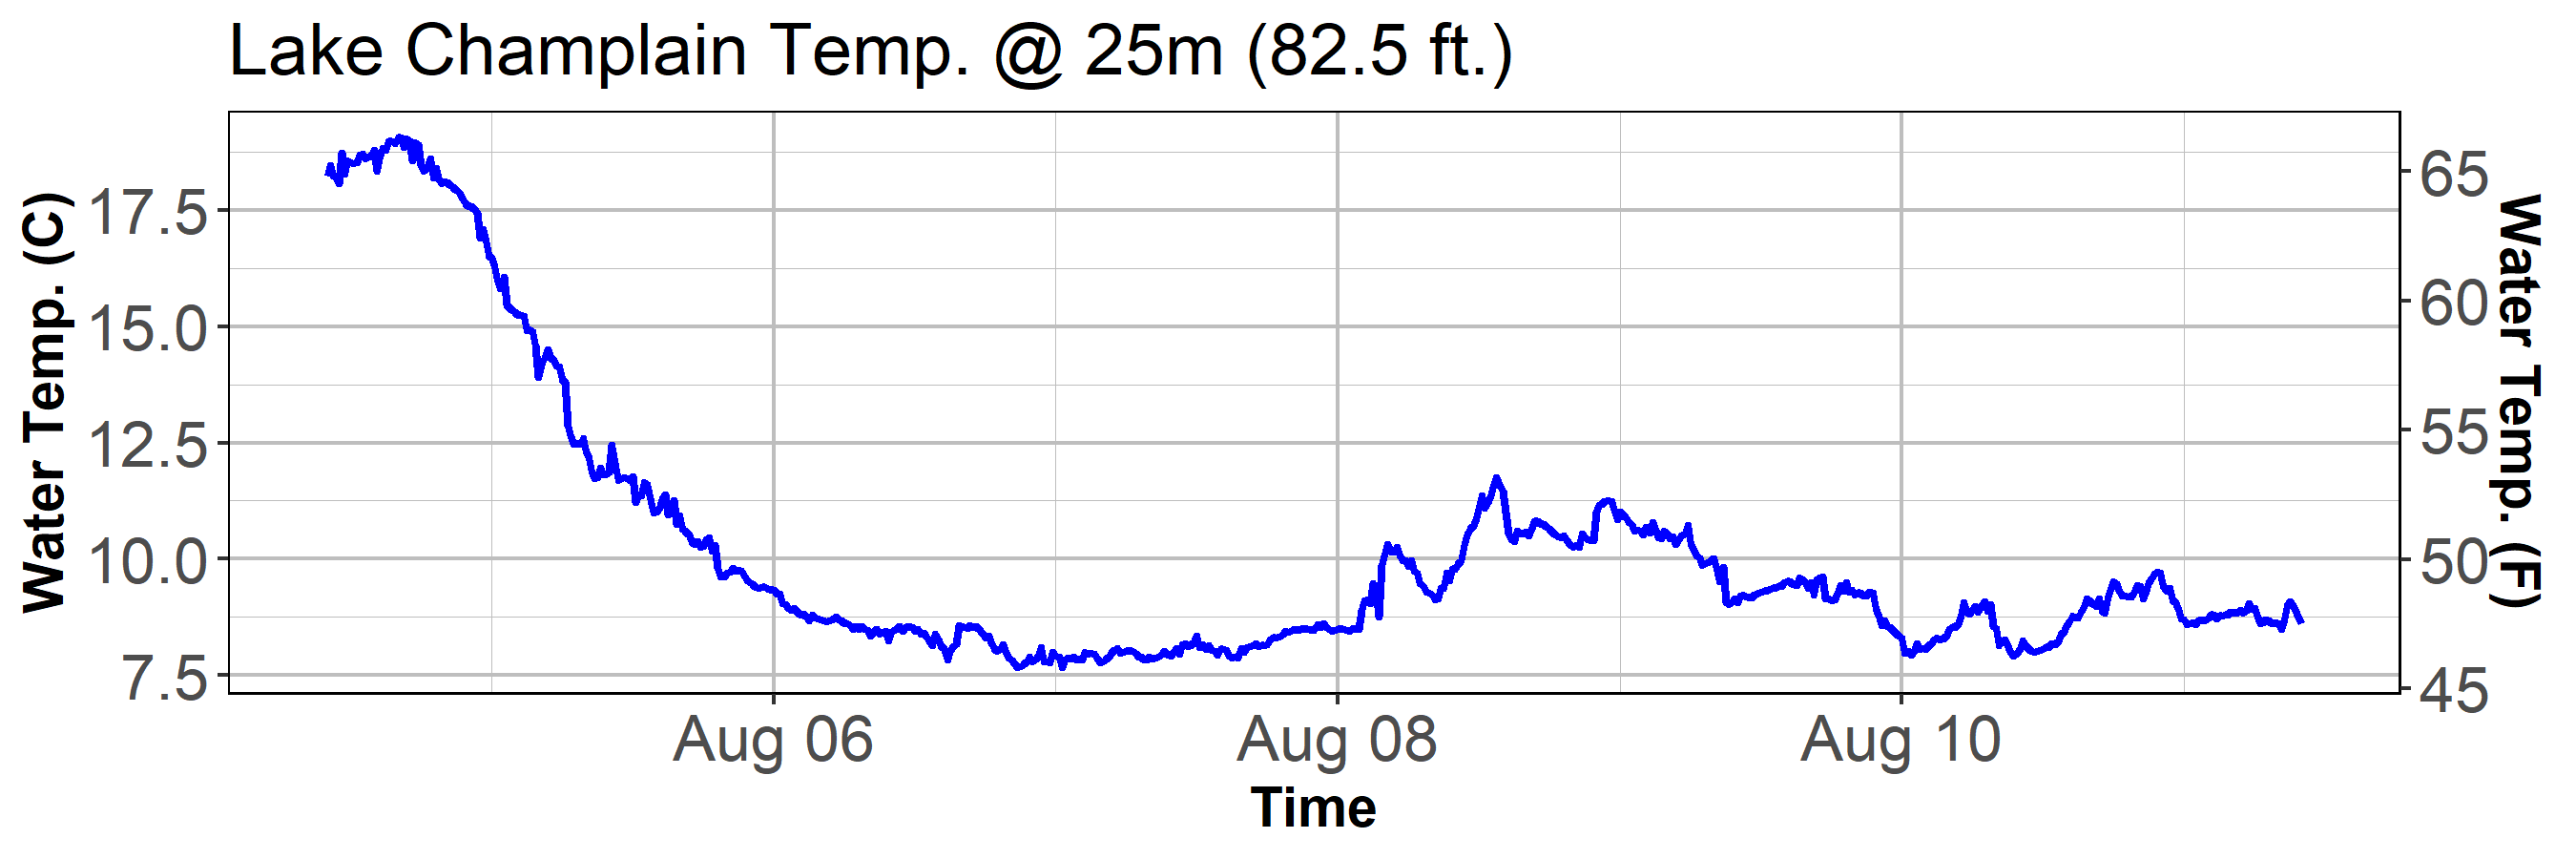 Lake Champlain Temp. @ 25m (82.5 ft.)
Water Temp. (C)
17.5
15.0
12.5
10.0
7.5
65
60
55
50
45
Water Temp. (F)
Aug 06 Aug 08 Aug 10
Time